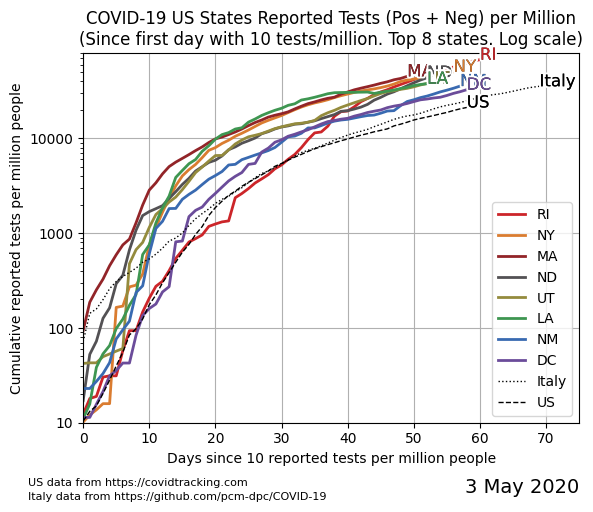 COVID-19 US States Reported Tests (Pos + Neg) per Million
(Since first day with 10 tests/million. Top 8 states. Log scale)
Cumulative reported tests per million people
10000
1000
100
10
MA
ND
NY
RI
LA
NM
DC
US
Italy
RI
NY
MA
ND
UT
LA
NM
DC
Italy
US
0 10 20 30 40 50 60 70
Days since 10 reported tests per million people
US data from https://covidtracking.com
Italy data from https://github.com/pcm-dpc/COVID-19
3 May 2020